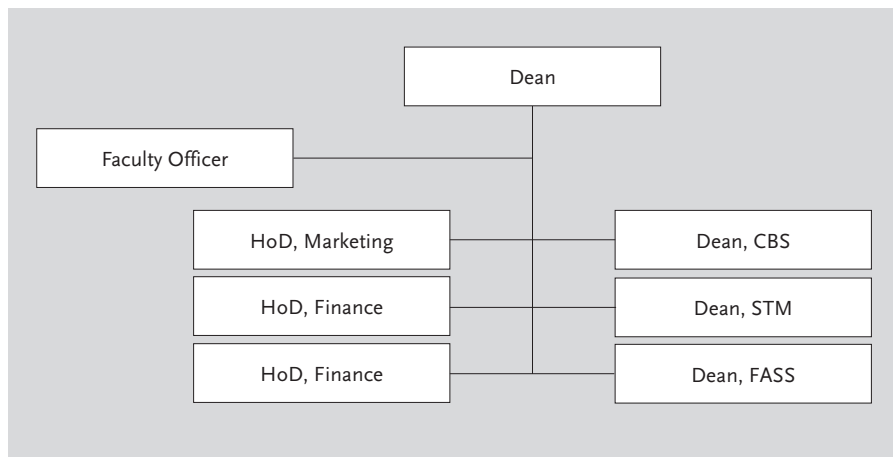 Dean
Faculty Officer
HoD, Marketing
Dean, CBS
HoD, Finance
Dean, STM
HoD, Finance
Dean, FASS